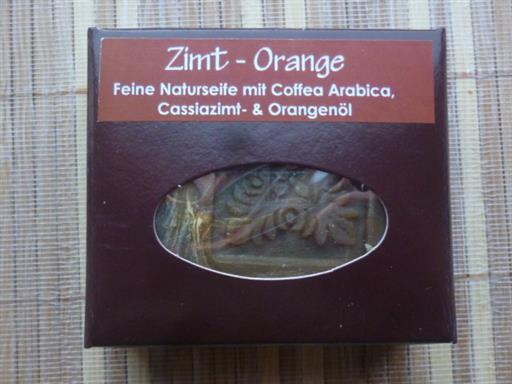 Zimt - Orange
Feine Naturseife mit Coffea Arabica,
Cassiazimt- & Orangenöl